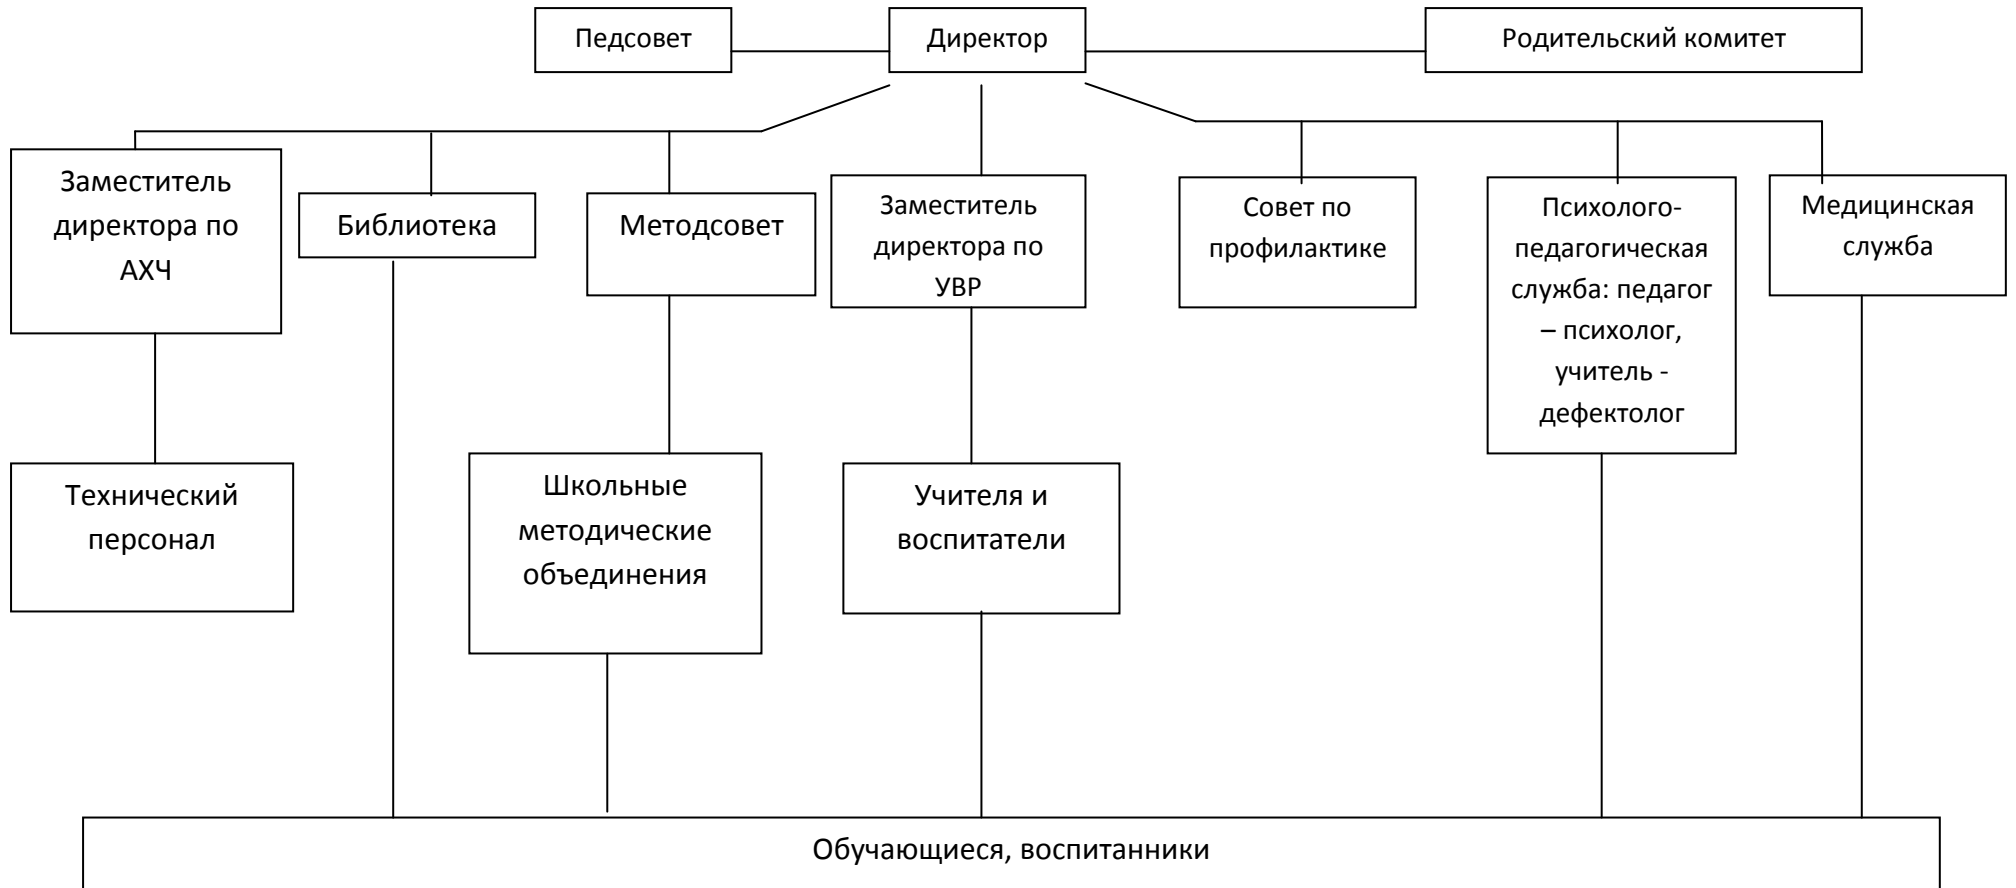 Педсовет
Директор
Родительский комитет
Заместитель
директора по
АХЧ
Библиотека
Методсовет
Заместитель
директора по
УВР
Совет по
профилактике
Психолого-
педагогическая
служба: педагог
– психолог,
учитель -
дефектолог
Медицинская
служба
Технический
персонал
Школьные
методические
объединения
Учителя и
воспитатели
Обучающиеся, воспитанники